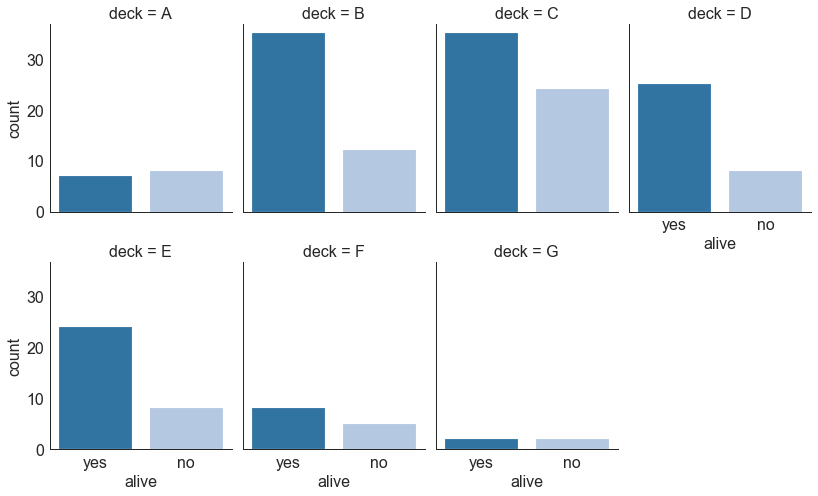 deck = A
deck = B
deck = C
deck = D
count
30
20
10
0
yes no
alive
deck = E
deck = F
deck = G
count
30
20
10
0
yes no
alive
yes no
alive
yes no
alive